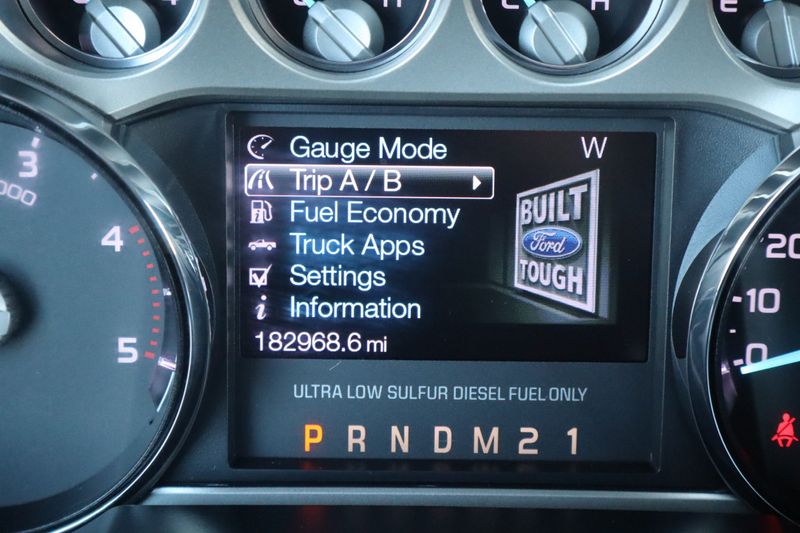 C H
E
3
000
4
5
Gauge Mode
W
Trip A / B
Fuel Economy
Truck Apps
Settings
Information
182968.6 mi
BUILT
Ford
TOUGH
ULTRA LOW SULFUR DIESEL FUEL ONLY
P R N D M 2 1
20
10
0